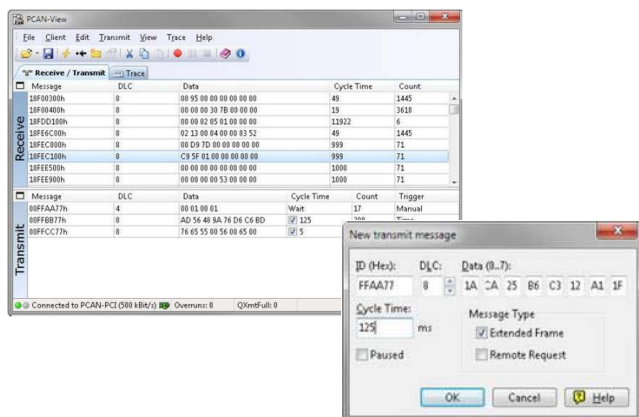 PCAN-View
File Client Edit Transmit View Trace Help
Receive / Transmit Trace
Receive
Message DLC Data Cycle Time Count
18F00300h 8 00 95 00 00 00 00 00 00 49 1445
18F00400h 8 00 00 00 30 7B 00 00 00 19 3618
18FDD100h 8 00 00 02 05 01 00 00 00 11922 6
18FE6C00h 8 02 13 00 04 00 00 83 52 49 1445
18FEC000h 8 00 D9 7D 00 00 00 00 00 999 71
18FEC100h 8 C9 5F 01 00 00 00 00 00 999 71
18FEE500h 8 00 00 00 00 00 00 00 00 1000 71
18FEE900h 8 00 00 00 00 53 00 00 00 1000 71
Transmit
Message DLC Data Cycle Time Count Trigger
00FFAA77h 4 00 01 00 01 Wait 17 Manual
00FFBB77h 8 AD 56 48 9A 76 D6 C6 BD 125 Time
00FFCC77h 8 76 65 55 00 56 00 65 00 5
Connected to PCAN-PCI (500 kBit/s) Overruns: 0 QXmtFull: 0
New transmit message
ID (Hex): DLC: Data (0..7):
FFAA77 8 1A CA 25 B6 C3 12 A1 1F
Cycle Time:
125 ms
Message Type
Extended Frame
Paused
Remote Request
OK Cancel Help